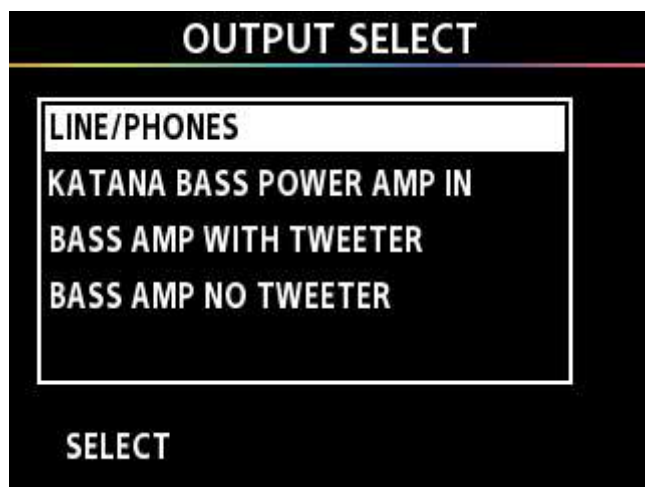 OUTPUT SELECT
LINE/PHONES
KATANA BASS POWER AMP IN
BASS AMP WITH TWEETER
BASS AMP NO TWEETER
SELECT